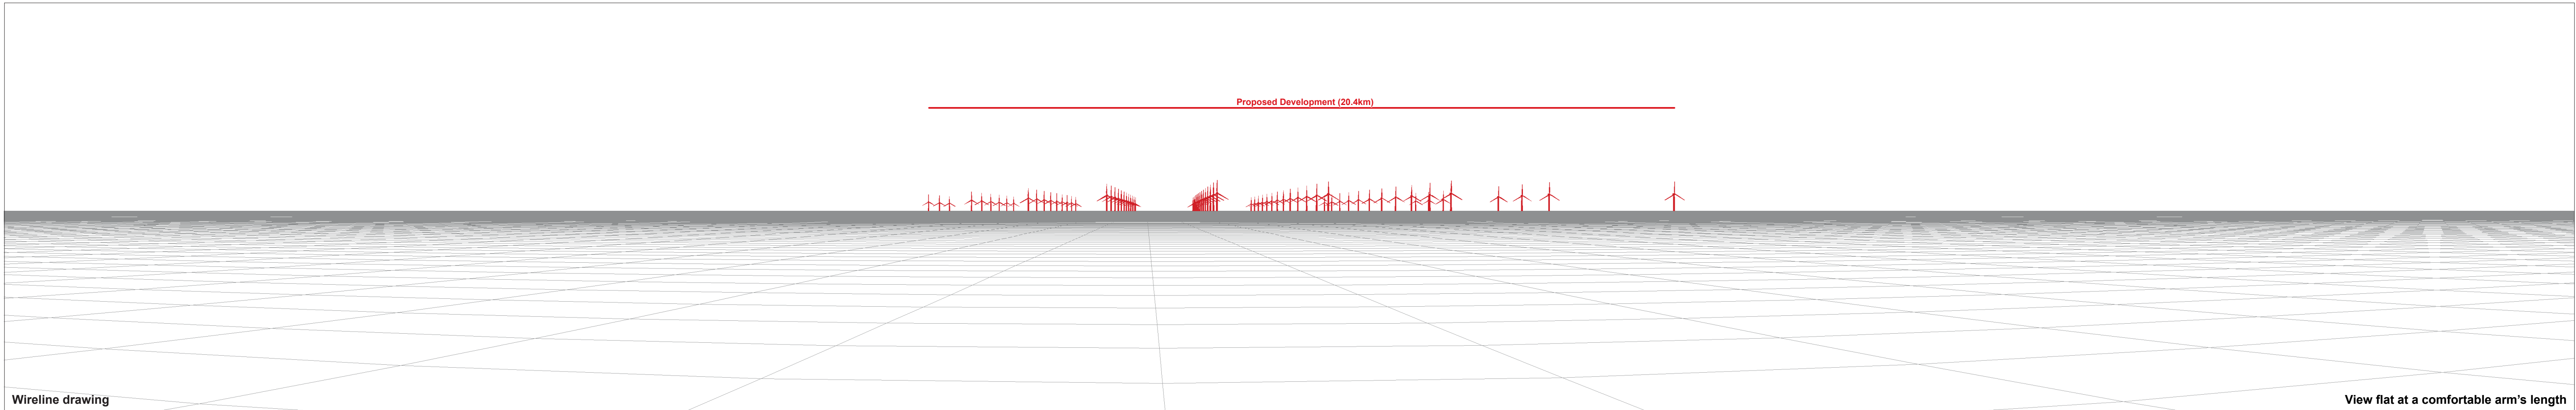 Proposed Development (20.4km)
Wireline drawing
View flat at a comfortable arm's length